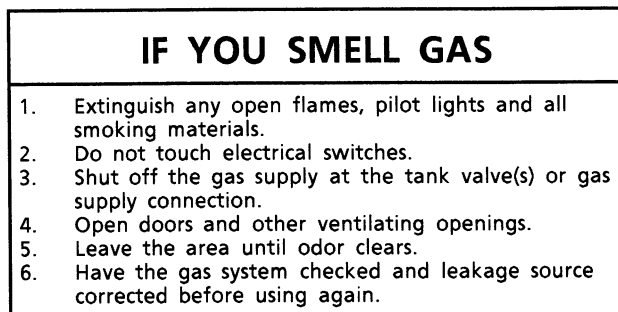 IF YOU SMELL GAS
1. Extinguish any open flames, pilot lights and all
smoking materials.
2. Do not touch electrical switches.
3. Shut off the gas supply at the tank valve(s) or gas
supply connection.
4. Open doors and other ventilating openings.
5. Leave the area until odor clears.
6. Have the gas system checked and leakage source
corrected before using again.